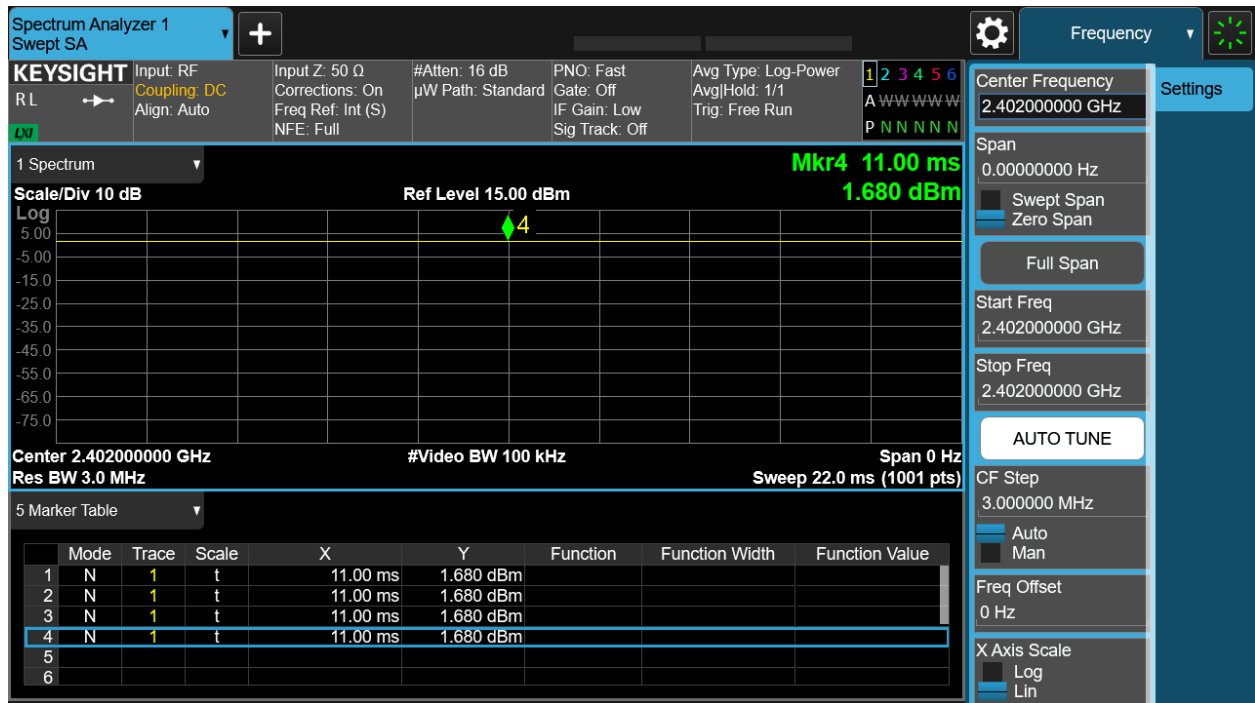 Spectrum Analyzer 1
Swept SA
+
Frequency
KEYSIGHT
RL
LXI
Input: RF
Coupling: DC
Align: Auto
Input Z: 50 Ω
Corrections: On
Freq Ref: Int (S)
NFE: Full
#Atten: 16 dB
µW Path: Standard
PNO: Fast
Gate: Off
IF Gain: Low
Sig Track: Off
Avg Type: Log-Power
Avg|Hold: 1/1
Trig: Free Run
1 2 3 4 5 6
A W W W W W
P N N N N N
1 Spectrum
Scale/Div 10 dB
Ref Level 15.00 dBm
Mkr4 11.00 ms
1.680 dBm
Log
4
5.00
-5.00
-15.0
-25.0
-35.0
-45.0
-55.0
-65.0
-75.0
Center 2.402000000 GHz
#Video BW 100 kHz
Span 0 Hz
Res BW 3.0 MHz
Sweep 22.0 ms (1001 pts)
5 Marker Table
Mode Trace Scale X Y Function Function Width Function Value
1 N 1 t 11.00 ms 1.680 dBm
2 N 1 t 11.00 ms 1.680 dBm
3 N 1 t 11.00 ms 1.680 dBm
4 N 1 t 11.00 ms 1.680 dBm
5
6
Center Frequency
2.402000000 GHz
Span
0.00000000 Hz
Swept Span
Zero Span
Full Span
Start Freq
2.402000000 GHz
Stop Freq
2.402000000 GHz
AUTO TUNE
CF Step
3.000000 MHz
Auto
Man
Freq Offset
0 Hz
X Axis Scale
Log
Lin
Settings